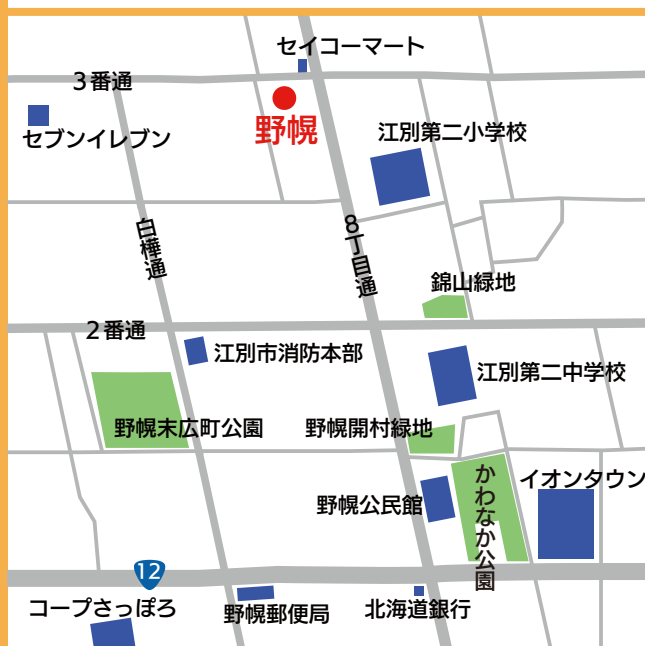 セイコーマート
3番通
セブンイレブン
野幌
江別第二小学校
白樺通
8丁目通
錦山緑地
2番通
江別市消防本部
江別第二中学校
野幌末広町公園
野幌開村緑地
かわなか公園
イオンタウン
野幌公民館
12
コープさっぽろ
野幌郵便局
北海道銀行